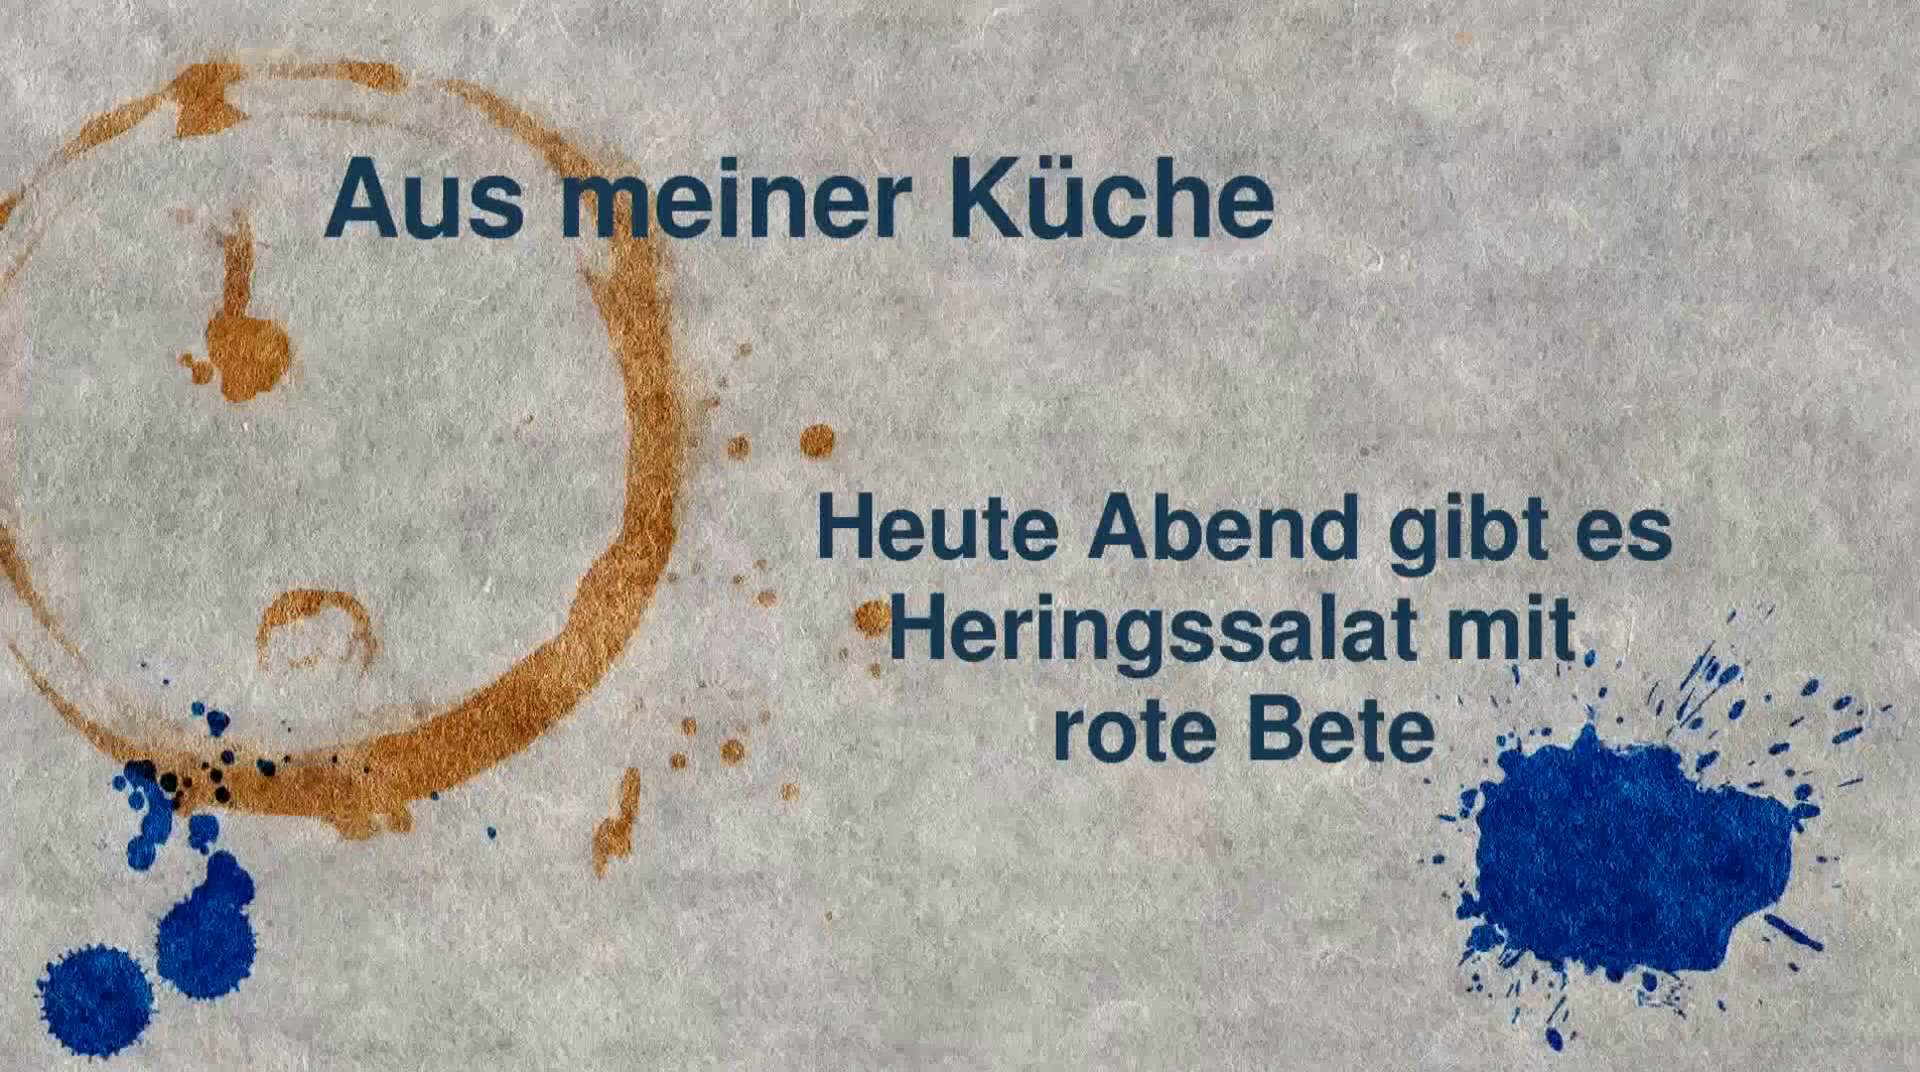 Aus meiner Küche
Heute Abend gibt es
Heringssalat mit
rote Bete